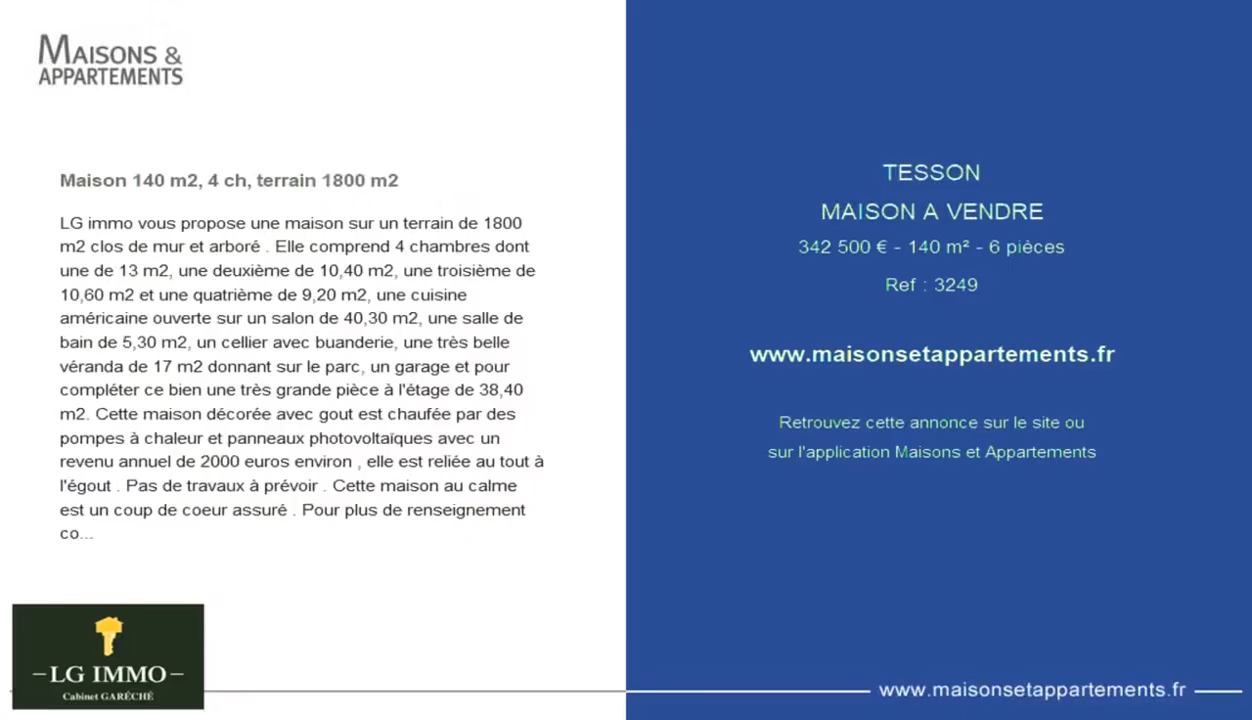 MAISONS &
APPARTEMENTS
Maison 140 m2, 4 ch, terrain 1800 m2
LG immo vous propose une maison sur un terrain de 1800
m2 clos de mur et arboré . Elle comprend 4 chambres dont
une de 13 m2, une deuxième de 10,40 m2, une troisième de
10,60 m2 et une quatrième de 9,20 m2, une cuisine
américaine ouverte sur un salon de 40,30 m2, une salle de
bain de 5,30 m2, un cellier avec buanderie, une très belle
véranda de 17 m2 donnant sur le parc, un garage et pour
compléter ce bien une très grande pièce à l'étage de 38,40
m2. Cette maison décorée avec gout est chaufée par des
pompes à chaleur et panneaux photovoltaïques avec un
revenu annuel de 2000 euros environ , elle est reliée au tout à
l'égout . Pas de travaux à prévoir . Cette maison au calme
est un coup de coeur assuré . Pour plus de renseignement
co...
LG IMMO
Cabinet GARÉCHÉ
TESSON
MAISON A VENDRE
342 500 € - 140 m² - 6 pièces
Ref : 3249
www.maisonsetappartements.fr
Retrouvez cette annonce sur le site ou
sur l'application Maisons et Appartements
www.maisonsetappartements.fr